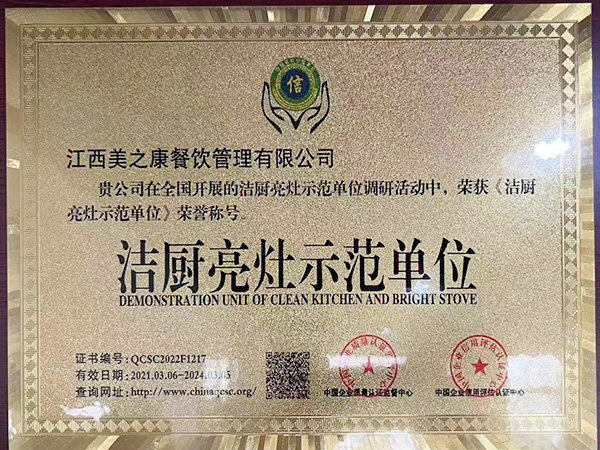 信
江西美之康餐饮管理有限公司
贵公司在全国开展的洁厨亮灶示范单位调研活动中，荣获《洁厨
亮灶示范单位》荣誉称号。
洁厨亮灶示范单位
DEMONSTRATION UNIT OF CLEAN KITCHEN AND BRIGHT STOVE
证书编号：QCSC2022F1217
有效日期：2021.03.06-2024.03.05
查询网址：http://www.chinaqcsc.org/
中国企业质量认证监督中心
中国企业信用评估认证中心